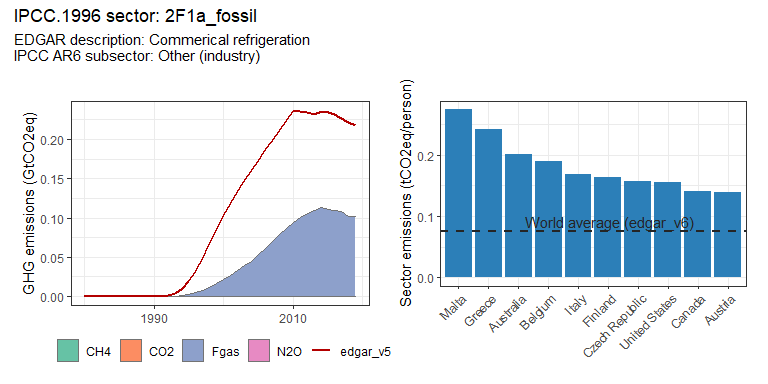 IPCC.1996 sector: 2F1a_fossil
EDGAR description: Commerical refrigeration
IPCC AR6 subsector: Other (industry)
GHG emissions (GtCO2eq)
0.20
0.15
0.10
0.05
0.00
1990
2010
CH4
CO2
Fgas
N2O
edgar_v5
Sector emissions (tCO2eq/person)
0.2
0.1
0.0
World average (edgar_v6)
Malta
Greece
Australia
Belgium
Italy
Finland
Czech Republic
United States
Canada
Austria